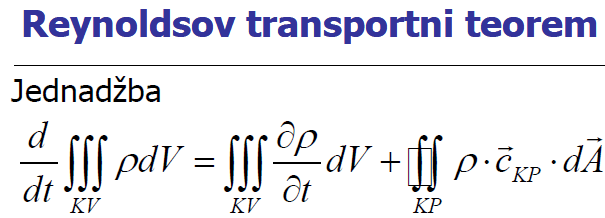 Reynoldsov transportni teorem
Jednadžba
d/dt ∭_KV ρdV = ∭_KV ∂ρ/∂t dV + ∯_KP ρ · c⃗_KP · dA⃗